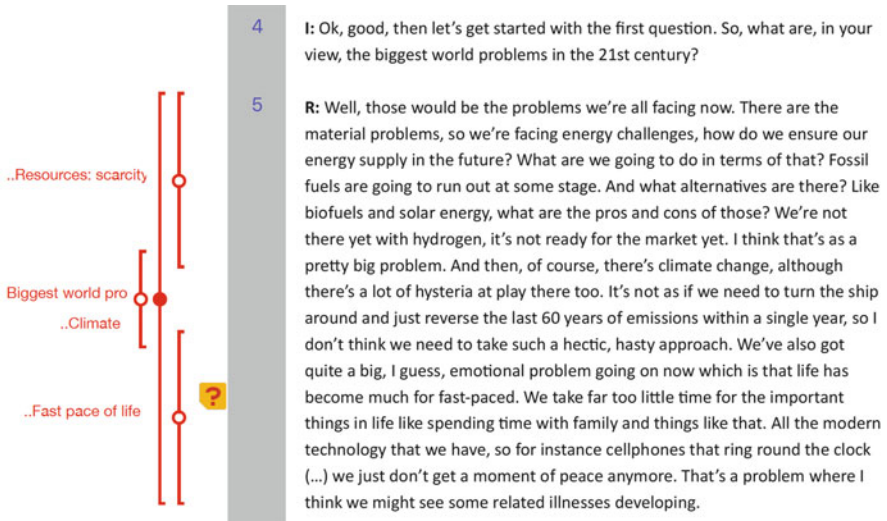 4
I: Ok, good, then let's get started with the first question. So, what are, in your
view, the biggest world problems in the 21st century?
5
R: Well, those would be the problems we're all facing now. There are the
material problems, so we're facing energy challenges, how do we ensure our
energy supply in the future? What are we going to do in terms of that? Fossil
fuels are going to run out at some stage. And what alternatives are there? Like
biofuels and solar energy, what are the pros and cons of those? We're not
there yet with hydrogen, it's not ready for the market yet. I think that's as a
pretty big problem. And then, of course, there's climate change, although
there's a lot of hysteria at play there too. It's not as if we need to turn the ship
around and just reverse the last 60 years of emissions within a single year, so I
don't think we need to take such a hectic, hasty approach. We've also got
quite a big, I guess, emotional problem going on now which is that life has
become much for fast-paced. We take far too little time for the important
things in life like spending time with family and things like that. All the modern
technology that we have, so for instance cellphones that ring round the clock
(...) we just don't get a moment of peace anymore. That's a problem where I
think we might see some related illnesses developing.
..Resources: scarcity
Biggest world pro
..Climate
..Fast pace of life
?